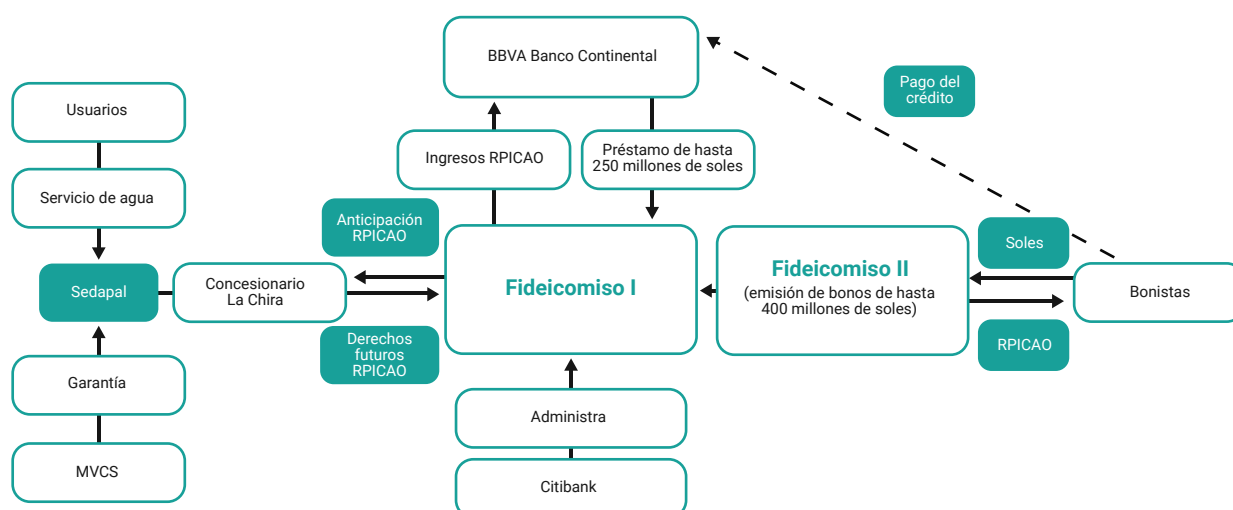 BBVA Banco Continental
Pago del
crédito
Usuarios
Ingresos RPICAO
Préstamo de hasta
250 millones de soles
Servicio de agua
Anticipación
RPICAO
Soles
Sedapal
Concesionario
La Chira
Fideicomiso I
Fideicomiso II
(emisión de bonos de hasta
400 millones de soles)
Bonistas
Derechos
futuros
RPICAO
RPICAO
Garantía
Administra
MVCS
Citibank